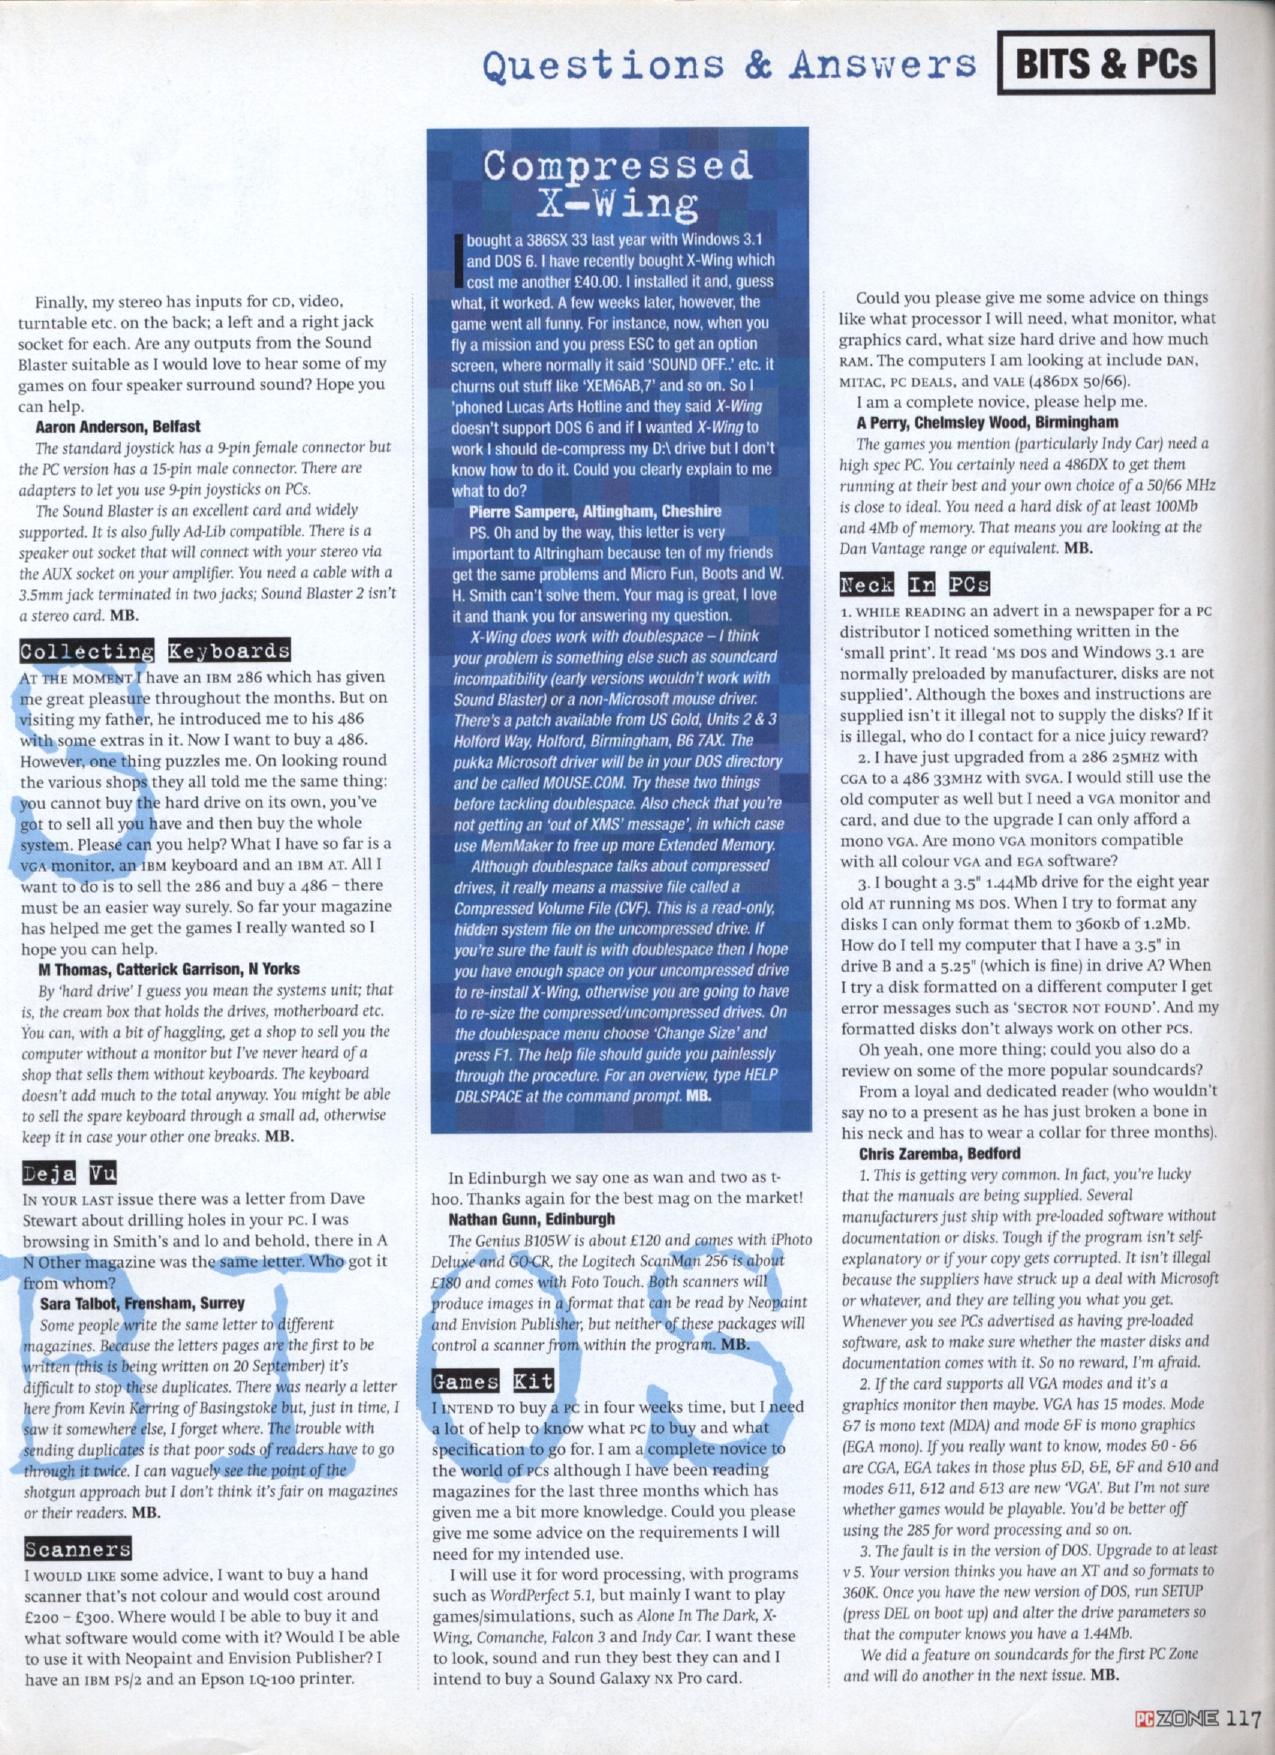 Questions & Answers BITS & PCs
Finally, my stereo has inputs for CD, video,
turntable etc. on the back; a left and a right jack
socket for each. Are any outputs from the Sound
Blaster suitable as I would love to hear some of my
games on four speaker surround sound? Hope you
can help.
Aaron Anderson, Belfast
The standard joystick has a 9-pin female connector but
the PC version has a 15-pin male connector. There are
adapters to let you use 9-pin joysticks on PCs.
The Sound Blaster is an excellent card and widely
supported. It is also fully Ad-Lib compatible. There is a
speaker out socket that will connect with your stereo via
the AUX socket on your amplifier. You need a cable with a
3.5mm jack terminated in two jacks; Sound Blaster 2 isn't
a stereo card. MB.
Collecting Keyboards
AT THE MOMENT I have an IBM 286 which has given
me great pleasure throughout the months. But on
visiting my father, he introduced me to his 486
with some extras in it. Now I want to buy a 486.
However, one thing puzzles me. On looking round
the various shops they all told me the same thing:
you cannot buy the hard drive on its own, you've
got to sell all you have and then buy the whole
system. Please can you help? What I have so far is a
VGA monitor, an IBM keyboard and an IBM AT. All I
want to do is to sell the 286 and buy a 486 – there
must be an easier way surely. So far your magazine
has helped me get the games I really wanted so I
hope you can help.
M Thomas, Catterick Garrison, N Yorks
By 'hard drive' I guess you mean the systems unit; that
is, the cream box that holds the drives, motherboard etc.
You can, with a bit of haggling, get a shop to sell you the
computer without a monitor but I've never heard of a
shop that sells them without keyboards. The keyboard
doesn't add much to the total anyway. You might be able
to sell the spare keyboard through a small ad, otherwise
keep it in case your other one breaks. MB.
Deja Vu
IN YOUR LAST issue there was a letter from Dave
Stewart about drilling holes in your PC. I was
browsing in Smith's and lo and behold, there in A
N Other magazine was the same letter. Who got it
from whom?
Sara Talbot, Frensham, Surrey
Some people write the same letter to different
magazines. Because the letters pages are the first to be
written (this is being written on 20 September) it's
difficult to stop these duplicates. There was nearly a letter
here from Kevin Kerring of Basingstoke but, just in time, I
saw it somewhere else, I forget where. The trouble with
sending duplicates is that poor sods of readers have to go
through it twice. I can vaguely see the point of the
shotgun approach but I don't think it's fair on magazines
or their readers. MB.
Scanners
I WOULD LIKE some advice, I want to buy a hand
scanner that's not colour and would cost around
£200 – £300. Where would I be able to buy it and
what software would come with it? Would I be able
to use it with Neopaint and Envision Publisher? I
have an IBM PS/2 and an Epson LQ-100 printer.
Compressed
X-Wing
I bought a 386SX 33 last year with Windows 3.1
and DOS 6. I have recently bought X-Wing which
cost me another £40.00. I installed it and, guess
what, it worked. A few weeks later, however, the
game went all funny. For instance, now, when you
fly a mission and you press ESC to get an option
screen, where normally it said 'SOUND OFF..' etc. it
churns out stuff like 'XEM6AB,7' and so on. So I
'phoned Lucas Arts Hotline and they said X-Wing
doesn't support DOS 6 and if I wanted X-Wing to
work I should de-compress my D:\ drive but I don't
know how to do it. Could you clearly explain to me
what to do?
Pierre Sampere, Altingham, Cheshire
PS. Oh and by the way, this letter is very
important to Altringham because ten of my friends
get the same problems and Micro Fun, Boots and W.
H. Smith can't solve them. Your mag is great, I love
it and thank you for answering my question.
X-Wing does work with doublespace – I think
your problem is something else such as soundcard
incompatibility (early versions wouldn't work with
Sound Blaster) or a non-Microsoft mouse driver.
There's a patch available from US Gold, Units 2 & 3
Holford Way, Holford, Birmingham, B6 7AX. The
pukka Microsoft driver will be in your DOS directory
and be called MOUSE.COM. Try these two things
before tackling doublespace. Also check that you're
not getting an 'out of XMS' message', in which case
use MemMaker to free up more Extended Memory.
Although doublespace talks about compressed
drives, it really means a massive file called a
Compressed Volume File (CVF). This is a read-only,
hidden system file on the uncompressed drive. If
you're sure the fault is with doublespace then I hope
you have enough space on your uncompressed drive
to re-install X-Wing, otherwise you are going to have
to re-size the compressed/uncompressed drives. On
the doublespace menu choose 'Change Size' and
press F1. The help file should guide you painlessly
through the procedure. For an overview, type HELP
DBLSPACE at the command prompt. MB.
In Edinburgh we say one as wan and two as t-
hoo. Thanks again for the best mag on the market!
Nathan Gunn, Edinburgh
The Genius B105W is about £120 and comes with iPhoto
Deluxe and GO-CR, the Logitech ScanMan 256 is about
£180 and comes with Foto Touch. Both scanners will
produce images in a format that can be read by Neopaint
and Envision Publisher, but neither of these packages will
control a scanner from within the program. MB.
Games Kit
I INTEND TO buy a PC in four weeks time, but I need
a lot of help to know what PC to buy and what
specification to go for. I am a complete novice to
the world of PCs although I have been reading
magazines for the last three months which has
given me a bit more knowledge. Could you please
give me some advice on the requirements I will
need for my intended use.
I will use it for word processing, with programs
such as WordPerfect 5.1, but mainly I want to play
games/simulations, such as Alone In The Dark, X-
Wing, Comanche, Falcon 3 and Indy Car. I want these
to look, sound and run they best they can and I
intend to buy a Sound Galaxy NX Pro card.
Could you please give me some advice on things
like what processor I will need, what monitor, what
graphics card, what size hard drive and how much
RAM. The computers I am looking at include DAN,
MITAC, PC DEALS, and VALE (486DX 50/66).
I am a complete novice, please help me.
A Perry, Chelmsley Wood, Birmingham
The games you mention (particularly Indy Car) need a
high spec PC. You certainly need a 486DX to get them
running at their best and your own choice of a 50/66 MHz
is close to ideal. You need a hard disk of at least 100Mb
and 4Mb of memory. That means you are looking at the
Dan Vantage range or equivalent. MB.
Neck In PCs
1. WHILE READING an advert in a newspaper for a PC
distributor I noticed something written in the
'small print'. It read 'MS DOS and Windows 3.1 are
normally preloaded by manufacturer, disks are not
supplied'. Although the boxes and instructions are
supplied isn't it illegal not to supply the disks? If it
is illegal, who do I contact for a nice juicy reward?
2. I have just upgraded from a 286 25MHZ with
CGA to a 486 33MHZ with SVGA. I would still use the
old computer as well but I need a VGA monitor and
card, and due to the upgrade I can only afford a
mono VGA. Are mono VGA monitors compatible
with all colour VGA and EGA software?
3. I bought a 3.5" 1.44Mb drive for the eight year
old AT running MS DOS. When I try to format any
disks I can only format them to 360Kb of 1.2Mb.
How do I tell my computer that I have a 3.5" in
drive B and a 5.25" (which is fine) in drive A? When
I try a disk formatted on a different computer I get
error messages such as 'SECTOR NOT FOUND'. And my
formatted disks don't always work on other PCs.
Oh yeah, one more thing; could you also do a
review on some of the more popular soundcards?
From a loyal and dedicated reader (who wouldn't
say no to a present as he has just broken a bone in
his neck and has to wear a collar for three months).
Chris Zaremba, Bedford
1. This is getting very common. In fact, you're lucky
that the manuals are being supplied. Several
manufacturers just ship with pre-loaded software without
documentation or disks. Tough if the program isn't self-
explanatory or if your copy gets corrupted. It isn't illegal
because the suppliers have struck up a deal with Microsoft
or whatever, and they are telling you what you get.
Whenever you see PCs advertised as having pre-loaded
software, ask to make sure whether the master disks and
documentation comes with it. So no reward, I'm afraid.
2. If the card supports all VGA modes and it's a
graphics monitor then maybe. VGA has 15 modes. Mode
&7 is mono text (MDA) and mode &F is mono graphics
(EGA mono). If you really want to know, modes &0 - &6
are CGA, EGA takes in those plus &D, &E, &F and &10 and
modes &11, &12 and &13 are new 'VGA'. But I'm not sure
whether games would be playable. You'd be better off
using the 285 for word processing and so on.
3. The fault is in the version of DOS. Upgrade to at least
v 5. Your version thinks you have an XT and so formats to
360K. Once you have the new version of DOS, run SETUP
(press DEL on boot up) and alter the drive parameters so
that the computer knows you have a 1.44Mb.
We did a feature on soundcards for the first PC Zone
and will do another in the next issue. MB.
S
BIOS
PC ZONE 117